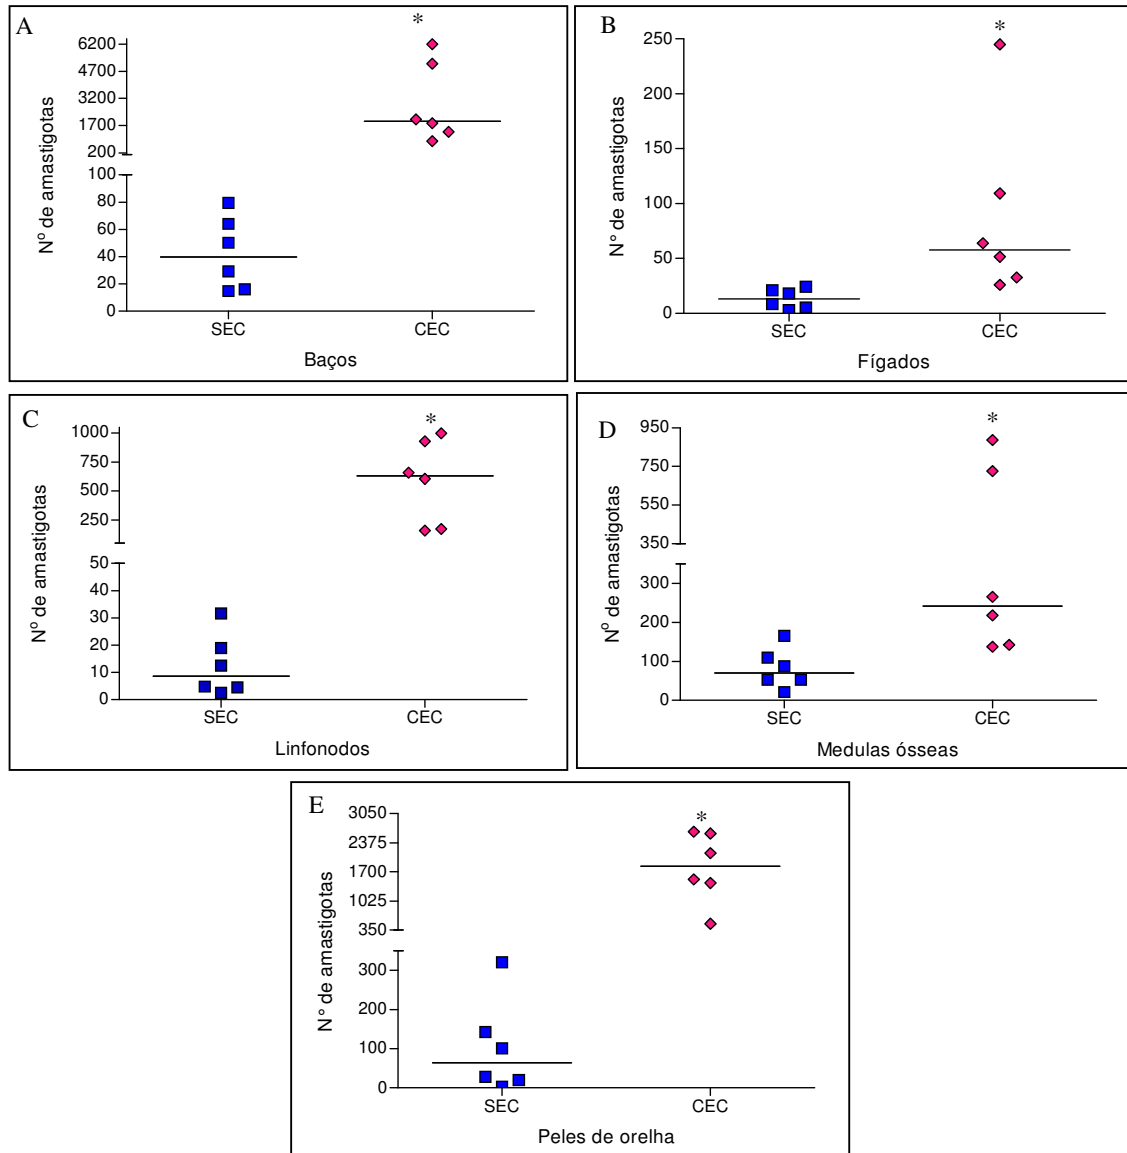 A
*
Nº de amastigotas
6200
4700
3200
1700
200
100
80
60
40
20
0
SEC CEC
Baços
B
*
N° de amastigotas
250
200
150
100
50
0
SEC CEC
Fígados
C
*
Nº de amastigotas
1000
750
500
250
50
40
30
20
10
0
SEC CEC
Linfonodos
D
*
Nº de amastigotas
950
750
550
350
300
200
100
0
SEC CEC
Medulas ósseas
E
*
N° de amastigotas
3050
2375
1700
1025
350
300
200
100
0
SEC CEC
Peles de orelha